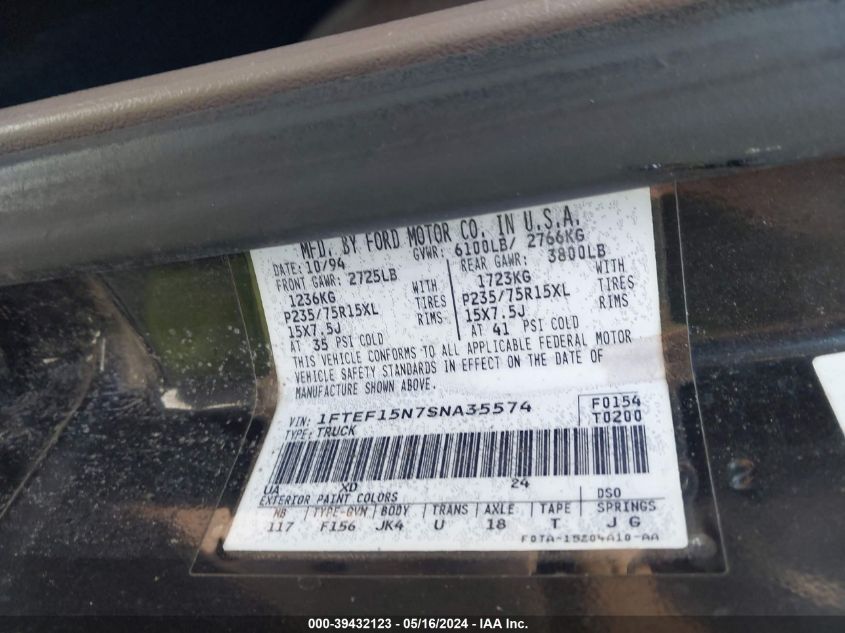 MFD. BY FORD MOTOR CO. IN U.S.A.
DATE: 10/94 GVWR: 6100LB/ 2766KG
FRONT GAWR: 2725LB REAR GAWR: 3800LB
1236KG WITH 1723KG WITH
P235/75R15XL TIRES P235/75R15XL TIRES
15X7.5J RIMS 15X7.5J RIMS
AT 35 PSI COLD AT 41 PSI COLD
THIS VEHICLE CONFORMS TO ALL APPLICABLE FEDERAL MOTOR
VEHICLE SAFETY STANDARDS IN EFFECT ON THE DATE OF
MANUFACTURE SHOWN ABOVE.
VIN: 1FTEF15N7SNA35574 F0154
TYPE: TRUCK T0200
UA XD 24
EXTERIOR PAINT COLORS DSO
WB TYPE-GVW BODY TRANS AXLE TAPE SPRINGS
117 F156 JK4 U 18 T J G
F0TA-15204A10-AA
000-39432123 - 05/16/2024 - IAA Inc.